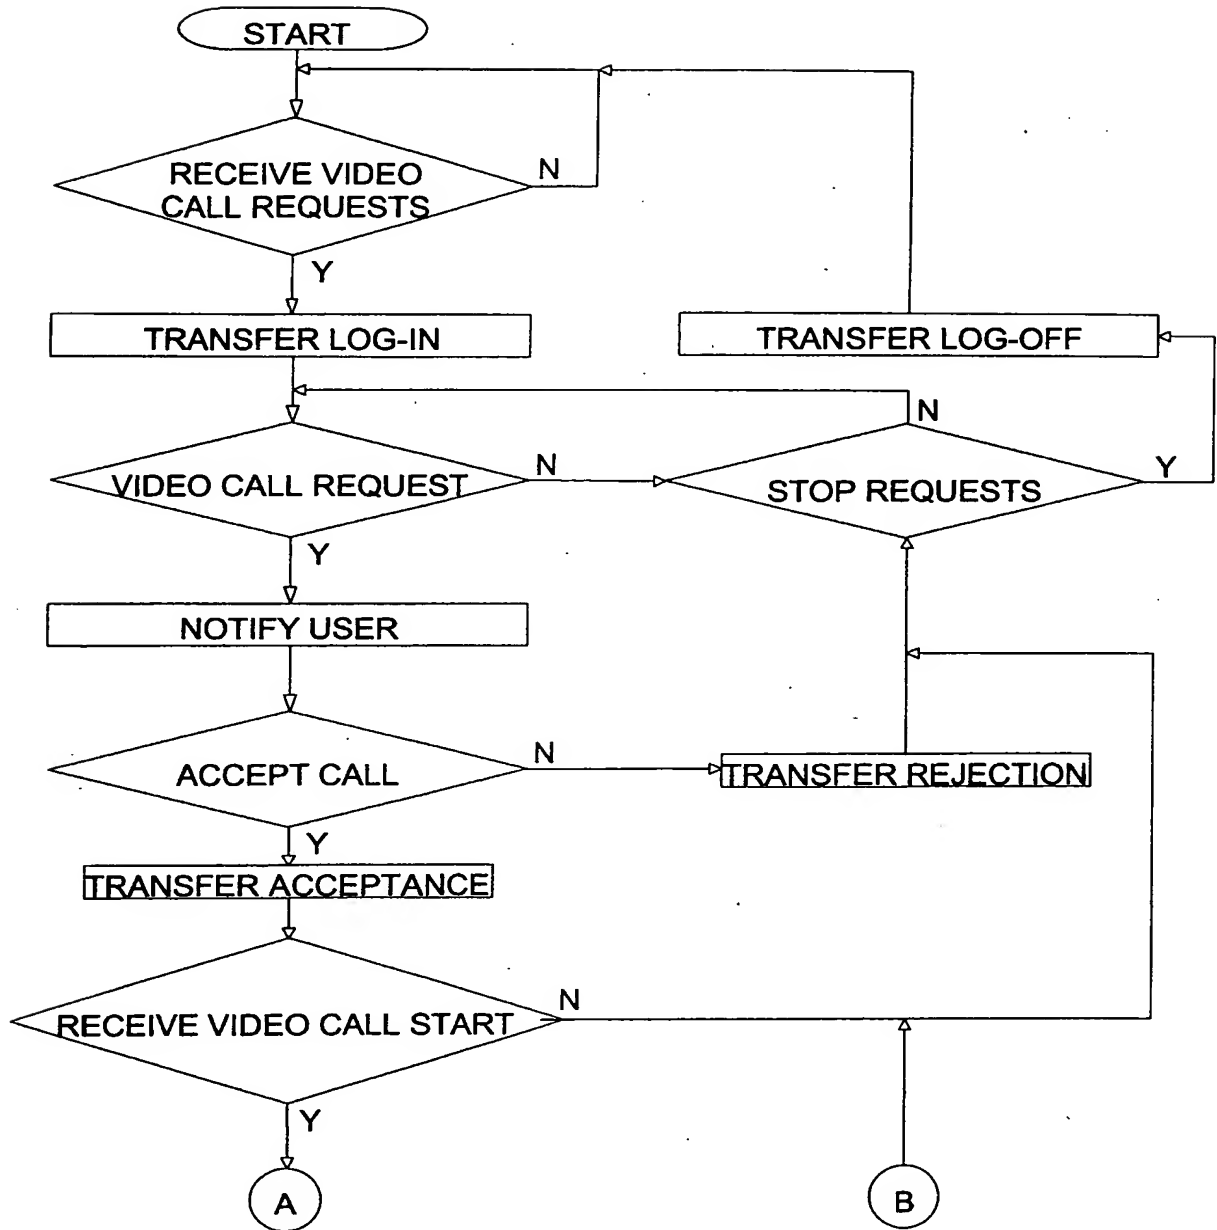 START
RECEIVE VIDEO
CALL REQUESTS
N
Y
TRANSFER LOG-IN
TRANSFER LOG-OFF
N
VIDEO CALL REQUEST
N
STOP REQUESTS
Y
Y
NOTIFY USER
ACCEPT CALL
N
TRANSFER REJECTION
Y
TRANSFER ACCEPTANCE
RECEIVE VIDEO CALL START
N
Y
A
B